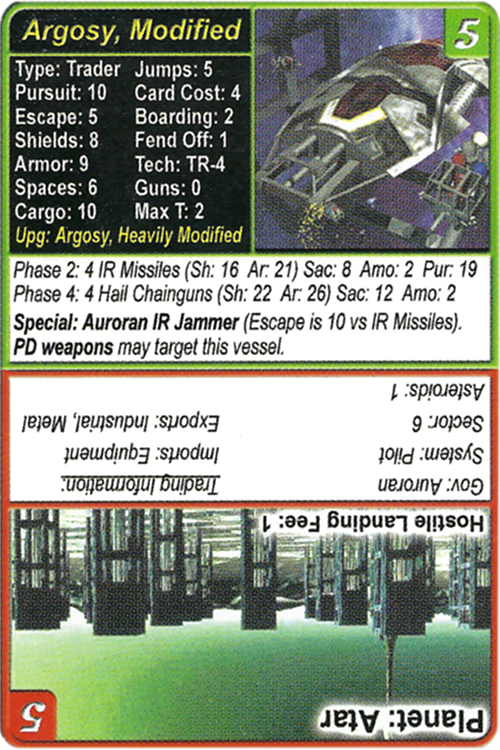 Argosy, Modified
5
Type: Trader Jumps: 5
Pursuit: 10 Card Cost: 4
Escape: 5 Boarding: 2
Shields: 8 Fend Off: 1
Armor: 9 Tech: TR-4
Spaces: 6 Guns: 0
Cargo: 10 Max T: 2
Upg: Argosy, Heavily Modified
Phase 2: 4 IR Missiles (Sh: 16 Ar: 21) Sac: 8 Amo: 2 Pur: 19
Phase 4: 4 Hail Chainguns (Sh: 22 Ar: 26) Sac: 12 Amo: 2
Special: Auroran IR Jammer (Escape is 10 vs IR Missiles).
PD weapons may target this vessel.
Planet: Atar
5
Hostile Landing Fee: 1
Gov: Auroran Trading Information:
System: Pilot Imports: Equipment
Sector: 6 Exports: Industrial, Metal
Asteroids: 1